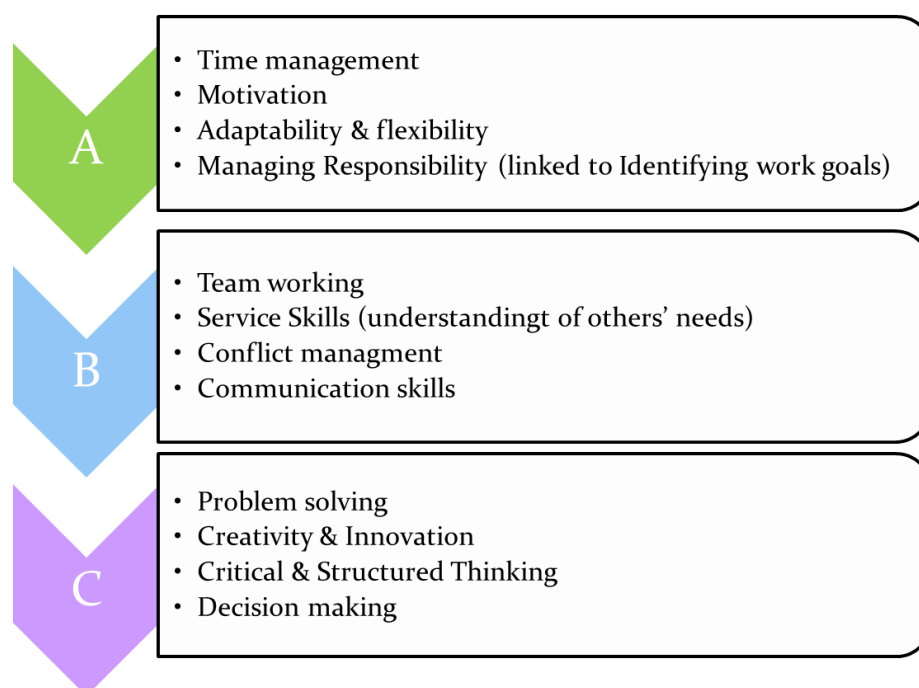 A
• Time management
• Motivation
• Adaptability & flexibility
• Managing Responsibility (linked to Identifying work goals)
B
• Team working
• Service Skills (understandingt of others’ needs)
• Conflict managment
• Communication skills
C
• Problem solving
• Creativity & Innovation
• Critical & Structured Thinking
• Decision making